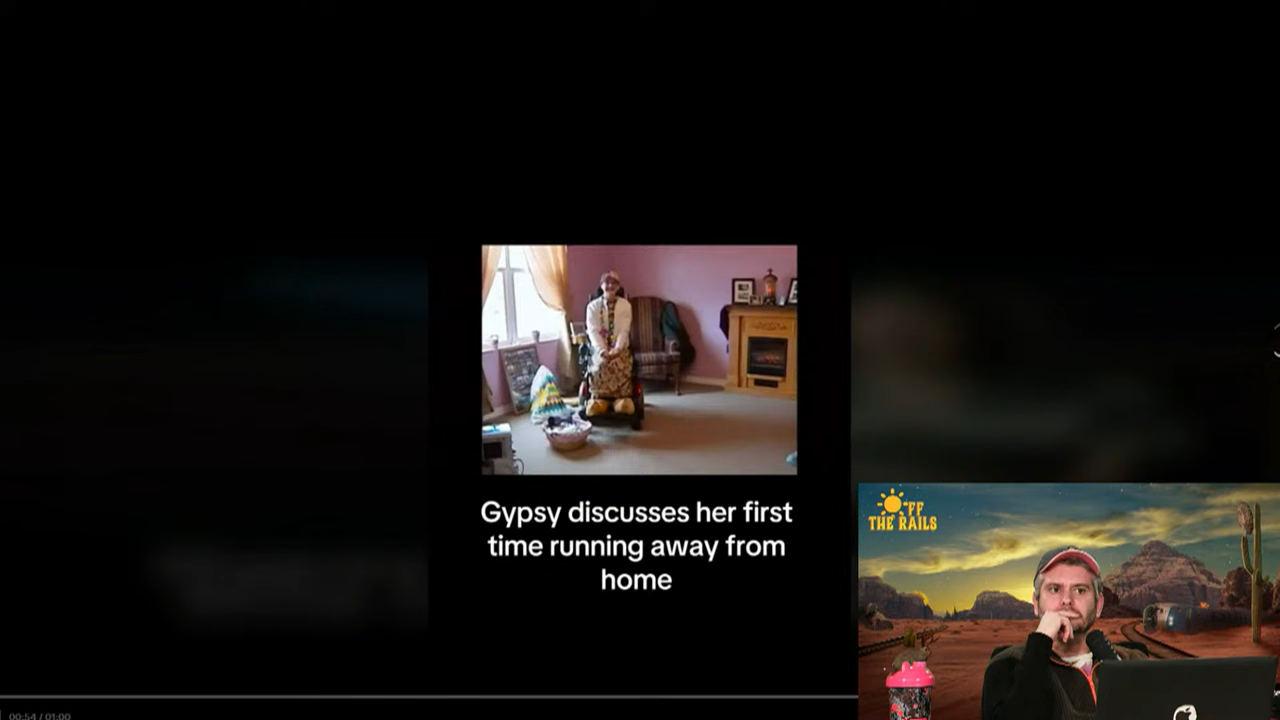 Gypsy discusses her first
time running away from
home
OFF
THE RAILS
00:54 / 01:00